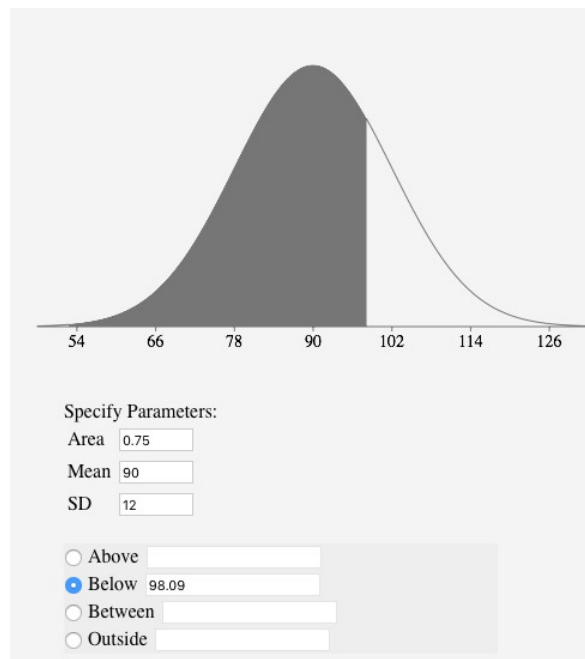 54 66 78 90 102 114 126
Specify Parameters:
Area 0.75
Mean 90
SD 12
Above
Below 98.09
Between
Outside